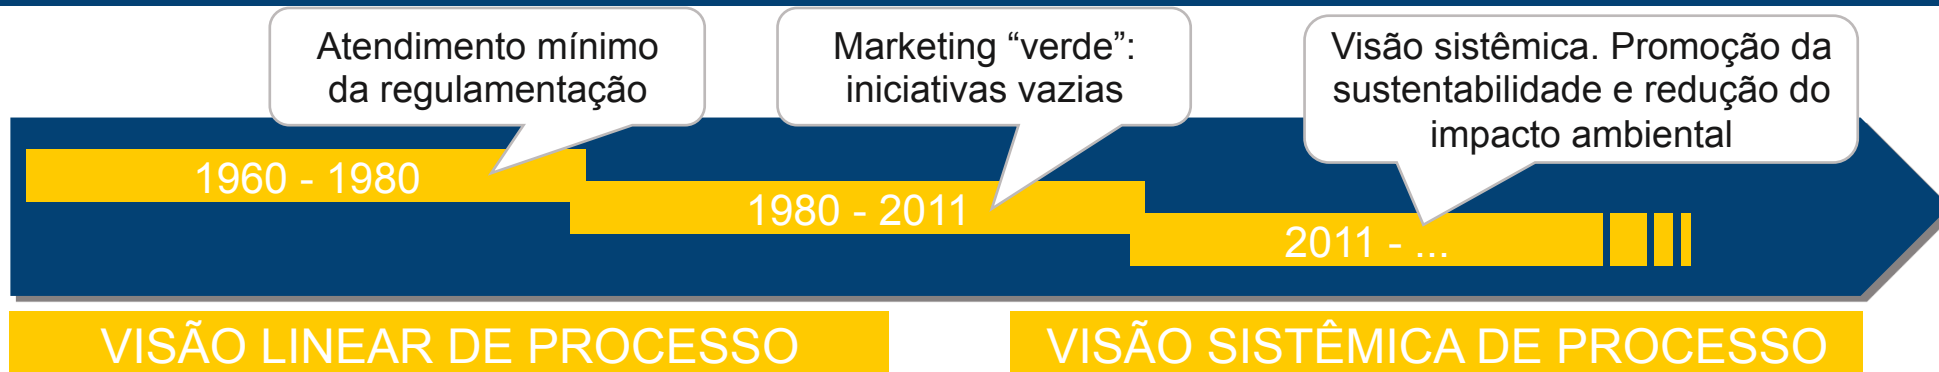 Atendimento mínimo
da regulamentação
Marketing “verde”:
iniciativas vazias
Visão sistêmica. Promoção da
sustentabilidade e redução do
impacto ambiental
1960 - 1980
1980 - 2011
2011 - ...
VISÃO LINEAR DE PROCESSO
VISÃO SISTÊMICA DE PROCESSO